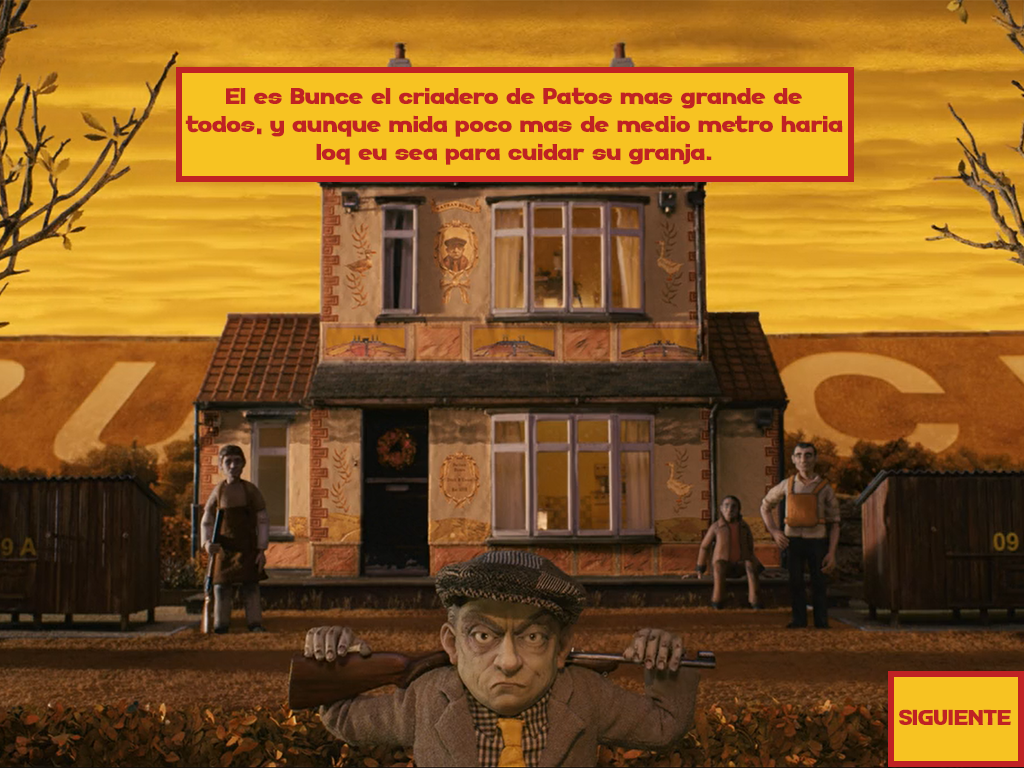 El es Bunce el criadero de Patos mas grande de
todos, y aunque mida poco mas de medio metro haria
loq eu sea para cuidar su granja.
9 A
09
SIGUIENTE